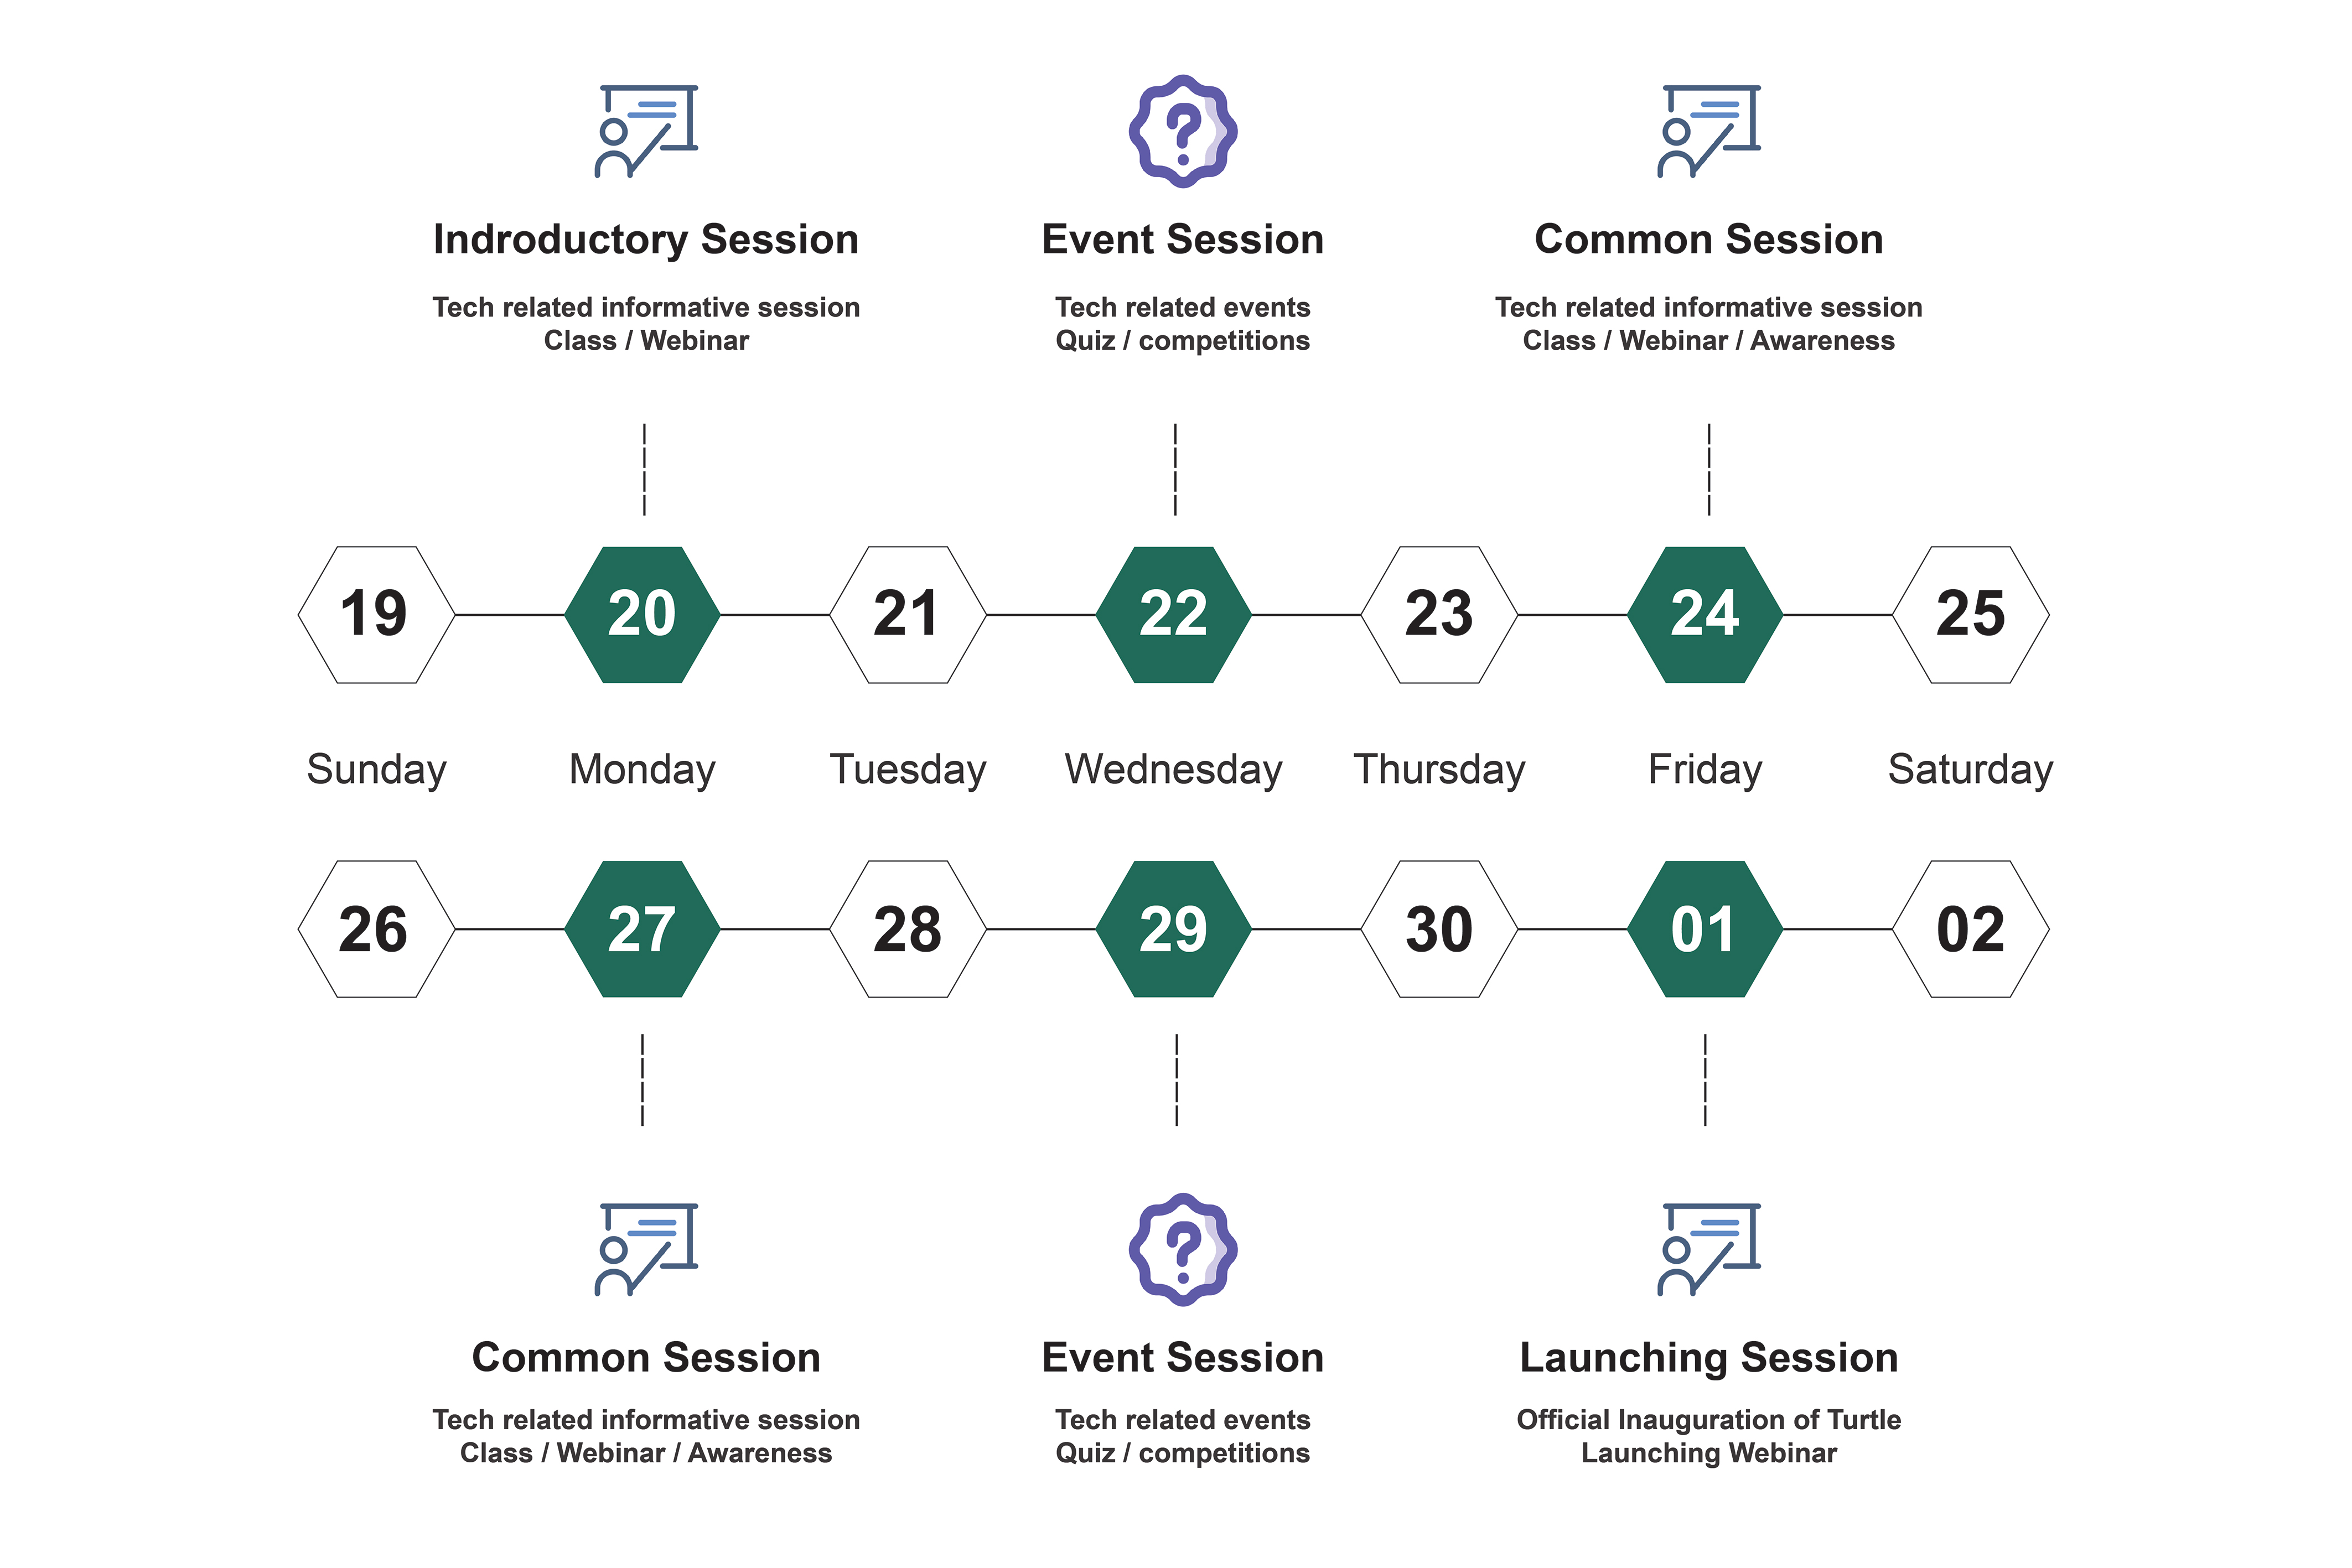 Indroductory Session
Tech related informative session
Class / Webinar
Event Session
Tech related events
Quiz / competitions
Common Session
Tech related informative session
Class / Webinar / Awareness
19 20 21 22 23 24 25
Sunday Monday Tuesday Wednesday Thursday Friday Saturday
26 27 28 29 30 01 02
Common Session
Tech related informative session
Class / Webinar / Awareness
Event Session
Tech related events
Quiz / competitions
Launching Session
Official Inauguration of Turtle
Launching Webinar